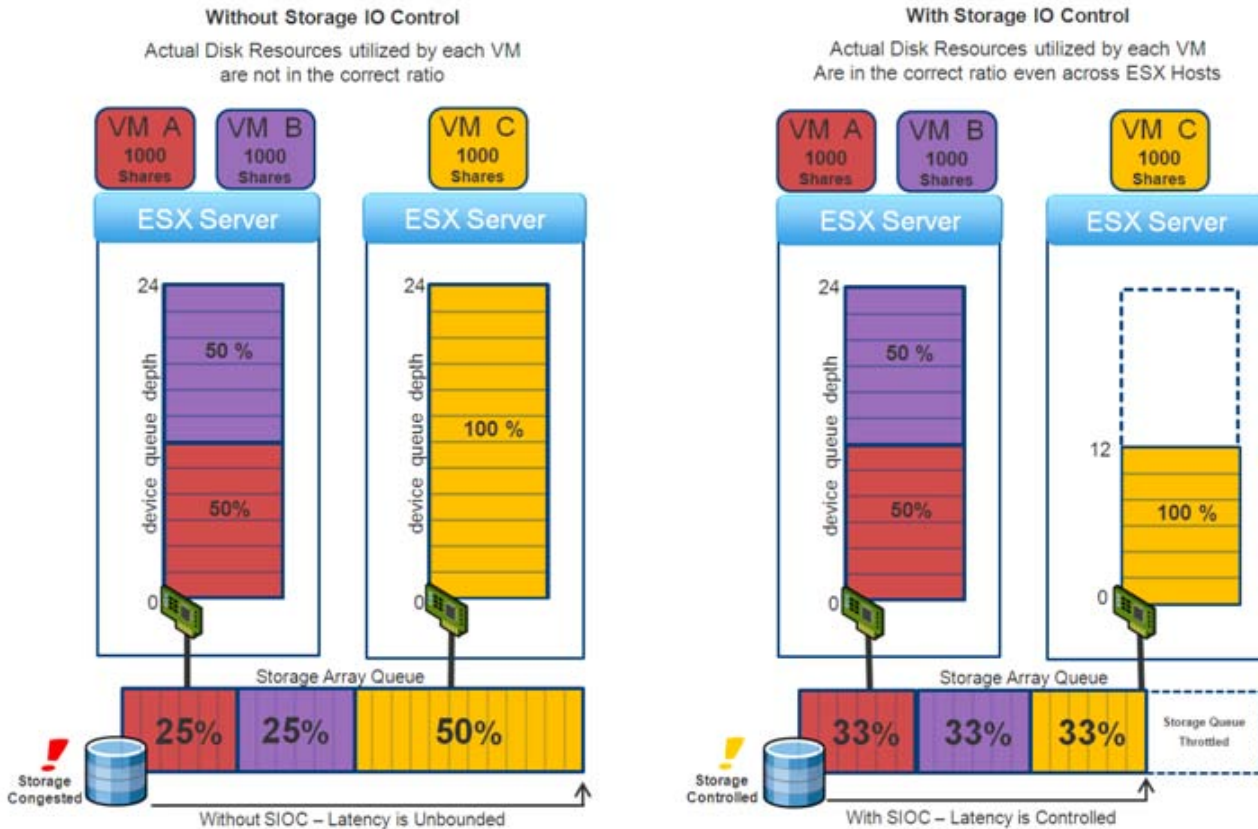 Without Storage IO Control
Actual Disk Resources utilized by each VM
are not in the correct ratio
VM A
1000
Shares
VM B
1000
Shares
VM C
1000
Shares
ESX Server
ESX Server
24
device queue depth
50 %
50%
0
24
device queue depth
100 %
0
Storage Array Queue
25%
25%
50%
Storage
Congested
Without SIOC – Latency is Unbounded
With Storage IO Control
Actual Disk Resources utilized by each VM
Are in the correct ratio even across ESX Hosts
VM A
1000
Shares
VM B
1000
Shares
VM C
1000
Shares
ESX Server
ESX Server
24
device queue depth
50 %
50%
0
12
100 %
0
Storage Array Queue
33%
33%
33%
Storage Queue
Throttled
Storage
Controlled
With SIOC – Latency is Controlled